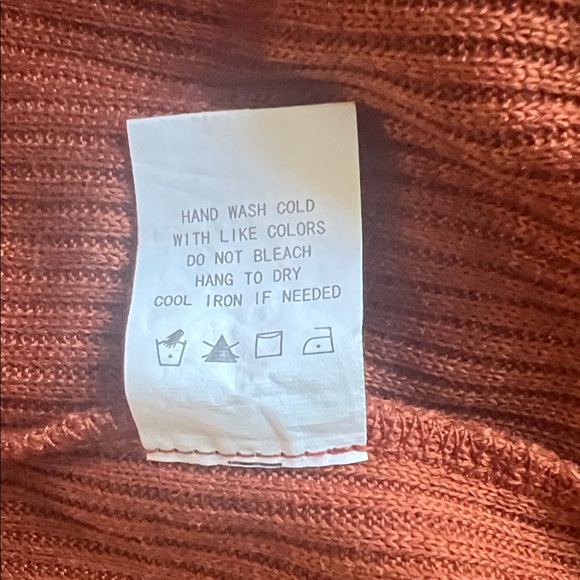 HAND WASH COLD
WITH LIKE COLORS
DO NOT BLEACH
HANG TO DRY
COOL IRON IF NEEDED